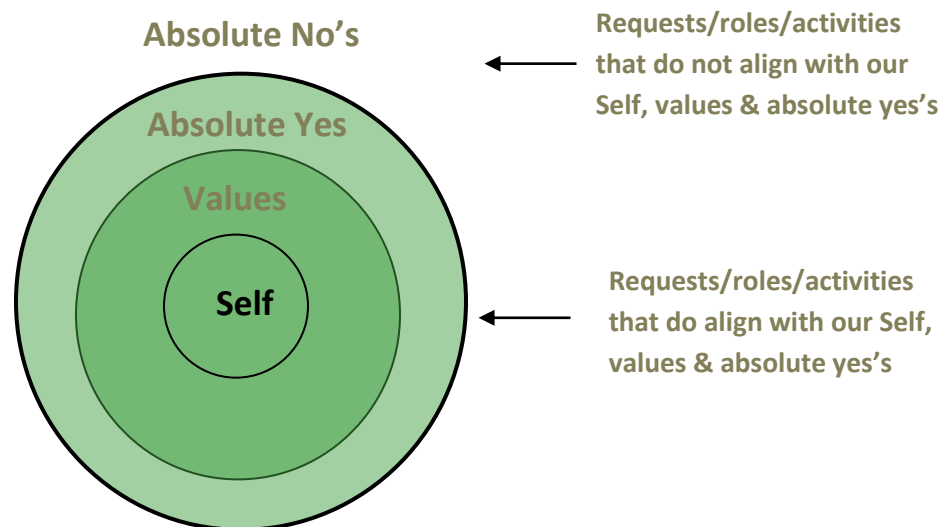 Absolute No’s
Requests/roles/activities
that do not align with our
Self, values & absolute yes’s
Absolute Yes
Values
Self
Requests/roles/activities
that do align with our Self,
values & absolute yes’s